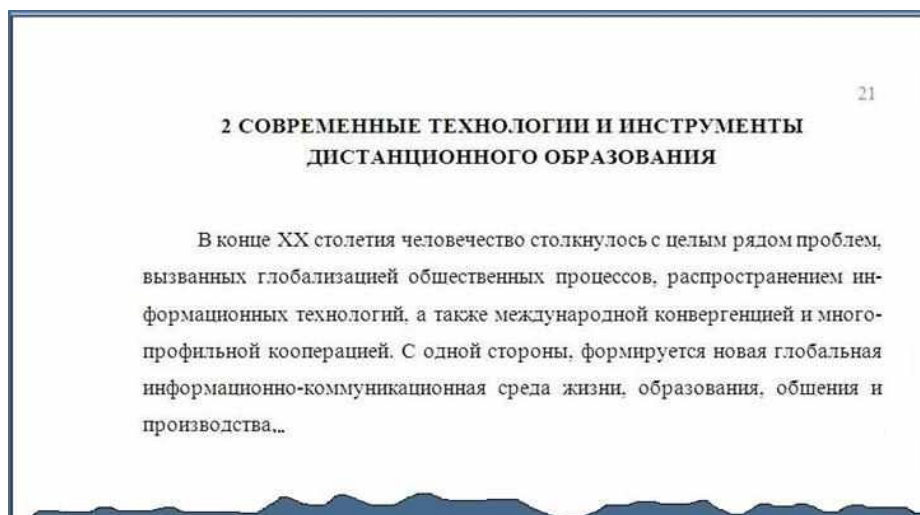 21
2 СОВРЕМЕННЫЕ ТЕХНОЛОГИИ И ИНСТРУМЕНТЫ
ДИСТАНЦИОННОГО ОБРАЗОВАНИЯ
В конце XX столетия человечество столкнулось с целым рядом проблем,
вызванных глобализацией общественных процессов, распространением ин-
формационных технологий, а также международной конвергенцией и много-
профильной кооперацией. С одной стороны, формируется новая глобальная
информационно-коммуникационная среда жизни, образования, общения и
производства...